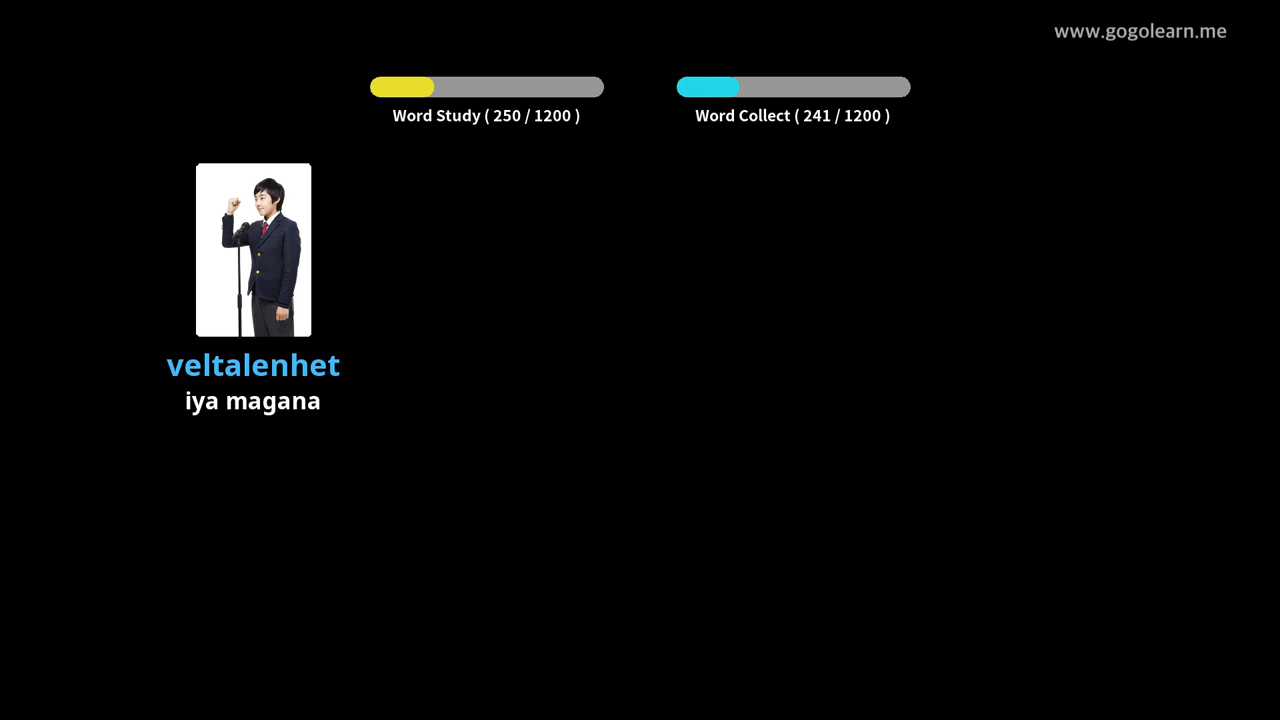 www.gogolearn.me
Word Study ( 250 / 1200 )
Word Collect ( 241 / 1200 )
veltalenhet
iya magana